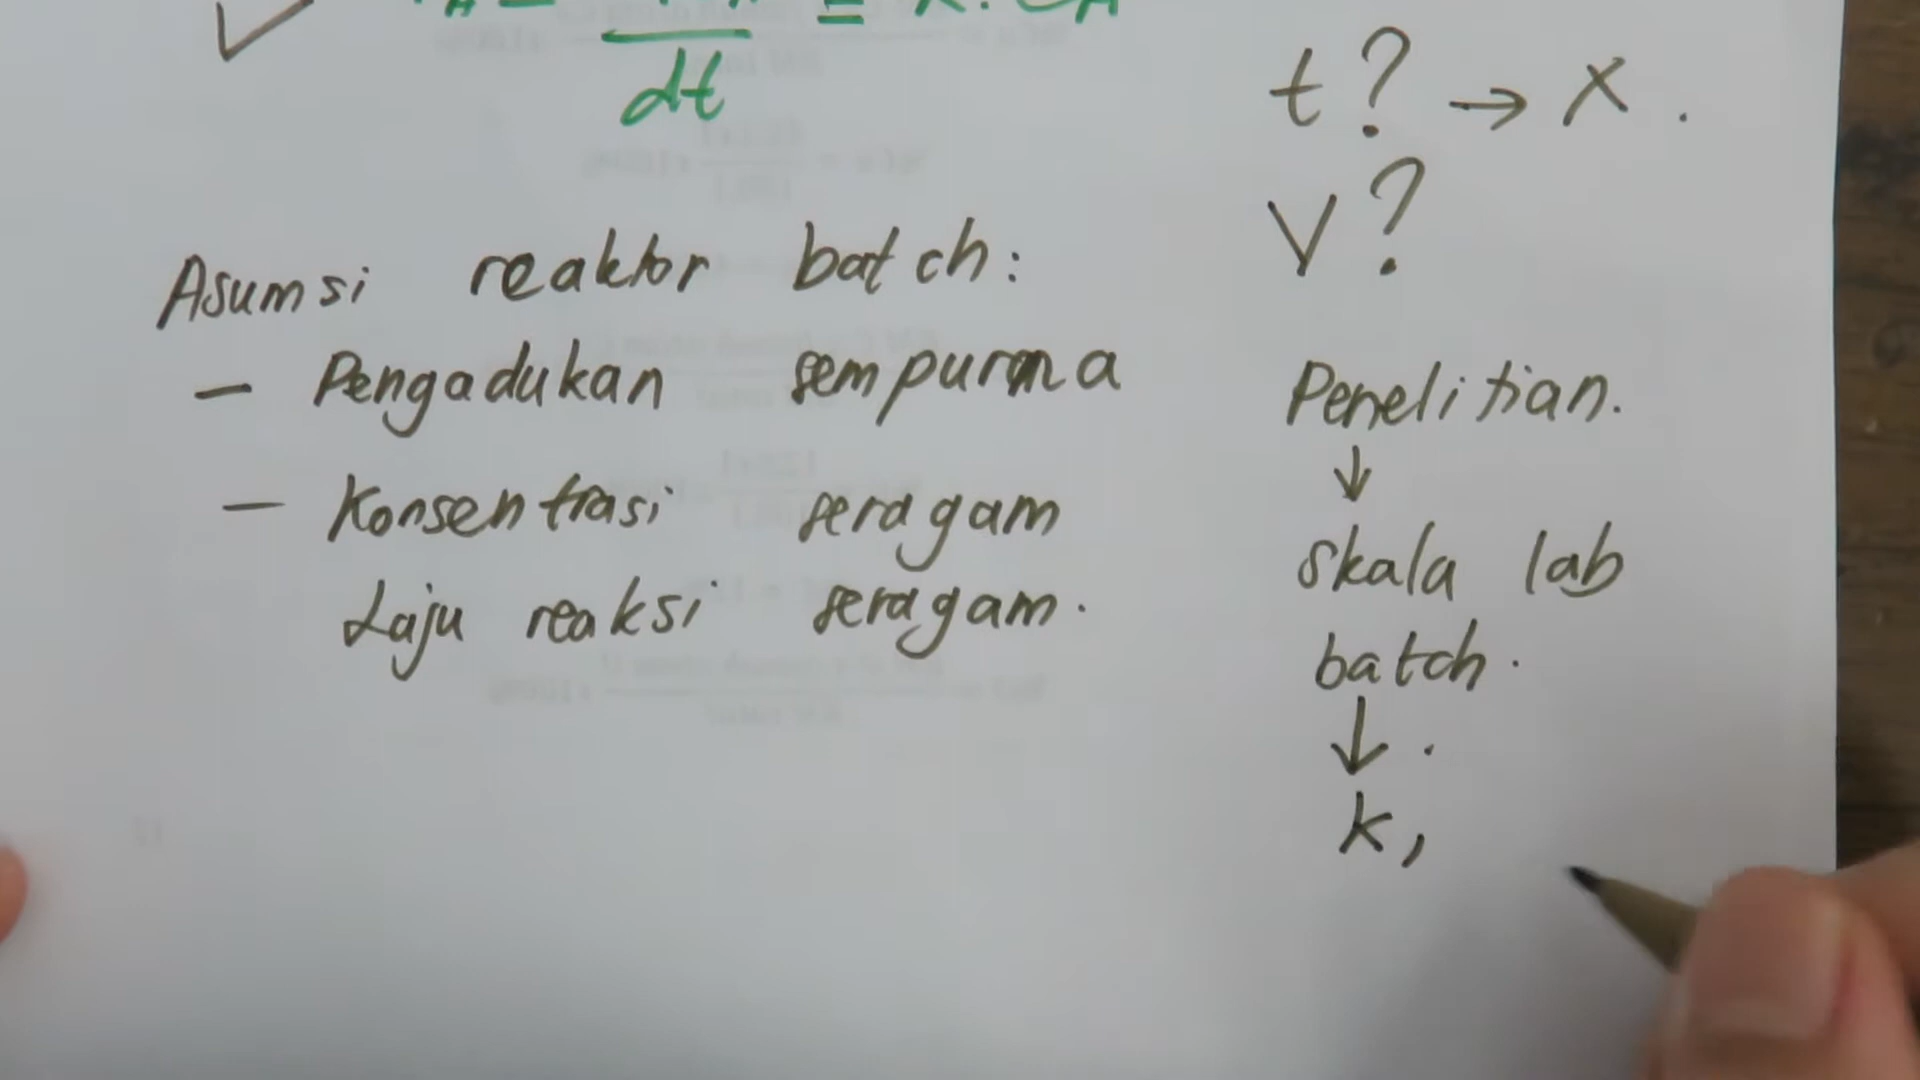 dt
t? → X.
V?
Asumsi reaktor batch:
— Pengadukan sempurna
— Konsentrasi seragam
Laju reaksi seragam.
Penelitian.
↓
skala lab
batch.
↓.
k,